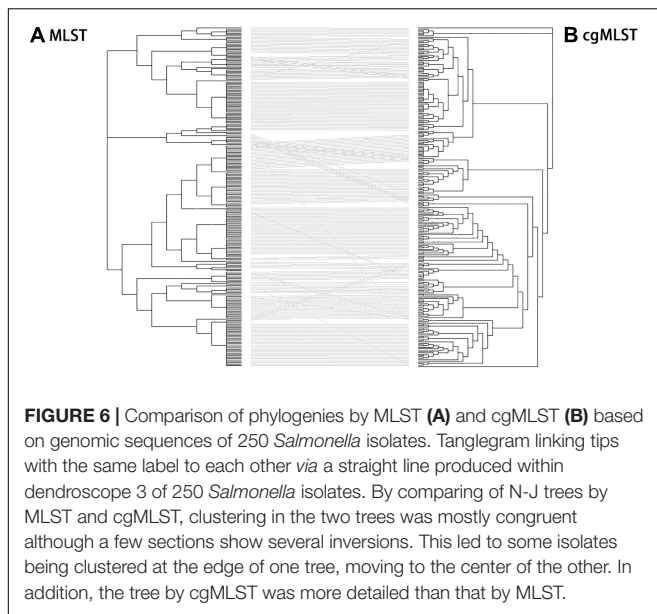 A MLST
B cgMLST
FIGURE 6 | Comparison of phylogenies by MLST (A) and cgMLST (B) based
on genomic sequences of 250 Salmonella isolates. Tanglegram linking tips
with the same label to each other via a straight line produced within
dendroscope 3 of 250 Salmonella isolates. By comparing of N-J trees by
MLST and cgMLST, clustering in the two trees was mostly congruent
although a few sections show several inversions. This led to some isolates
being clustered at the edge of one tree, moving to the center of the other. In
addition, the tree by cgMLST was more detailed than that by MLST.